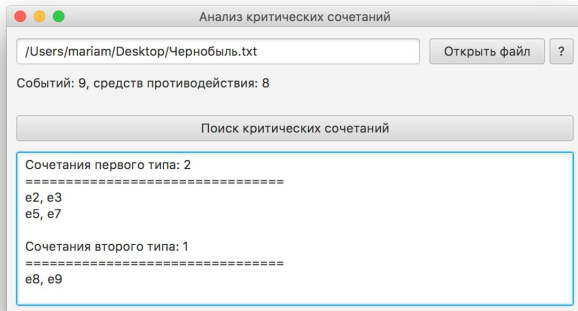 Анализ критических сочетаний
/Users/mariam/Desktop/Чернобыль.txt Открыть файл ?
Событий: 9, средств противодействия: 8
Поиск критических сочетаний
Сочетания первого типа: 2
================================
e2, e3
e5, e7
Сочетания второго типа: 1
================================
e8, e9